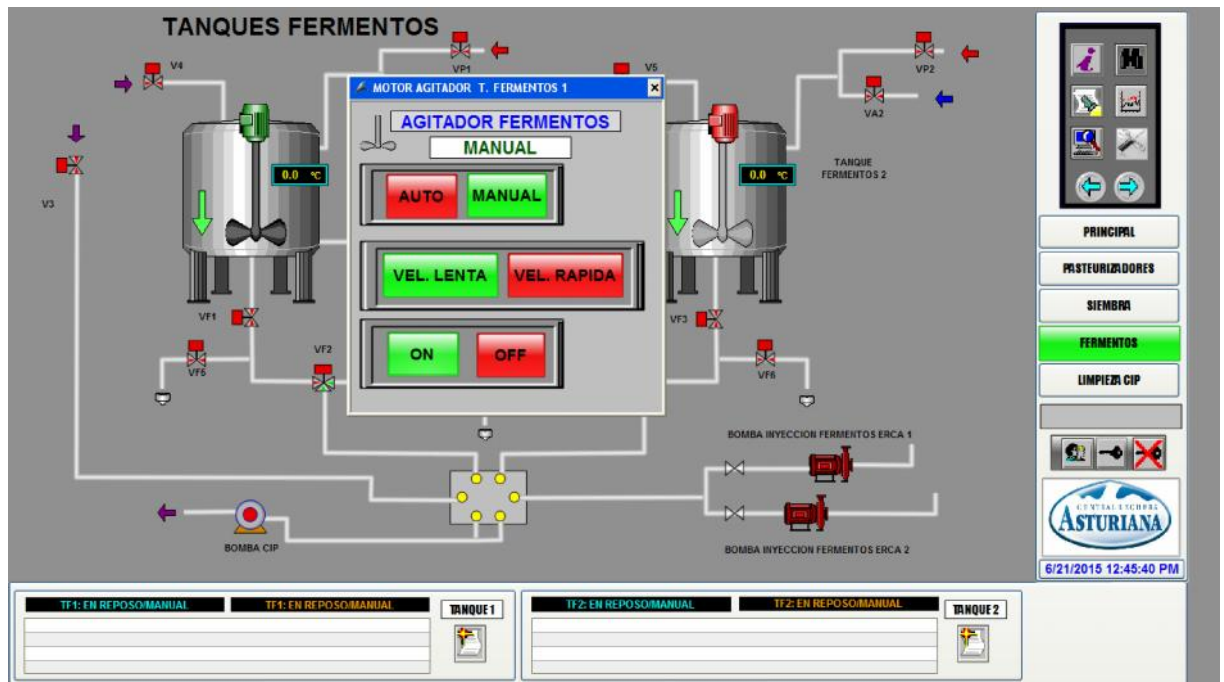 TANQUES FERMENTOS
V4
VP1
V5
VP2
VA2
MOTOR AGITADOR T. FERMENTOS 1
AGITADOR FERMENTOS
MANUAL
AUTO MANUAL
VEL. LENTA VEL. RAPIDA
ON OFF
0.0 ºC
0.0 ºC
TANQUE
FERMENTOS 2
V3
VF1
VF2
VF3
VF5
VF6
BOMBA INYECCION FERMENTOS ERCA 1
BOMBA INYECCION FERMENTOS ERCA 2
BOMBA CIP
PRINCIPAL
PASTEURIZADORES
SIEMBRA
FERMENTOS
LIMPIEZA CIP
CENTRAL LECHERA
ASTURIANA
6/21/2015 12:45:40 PM
TF1: EN REPOSO/MANUAL TF1: EN REPOSO/MANUAL TANQUE 1
TF2: EN REPOSO/MANUAL TF2: EN REPOSO/MANUAL TANQUE 2